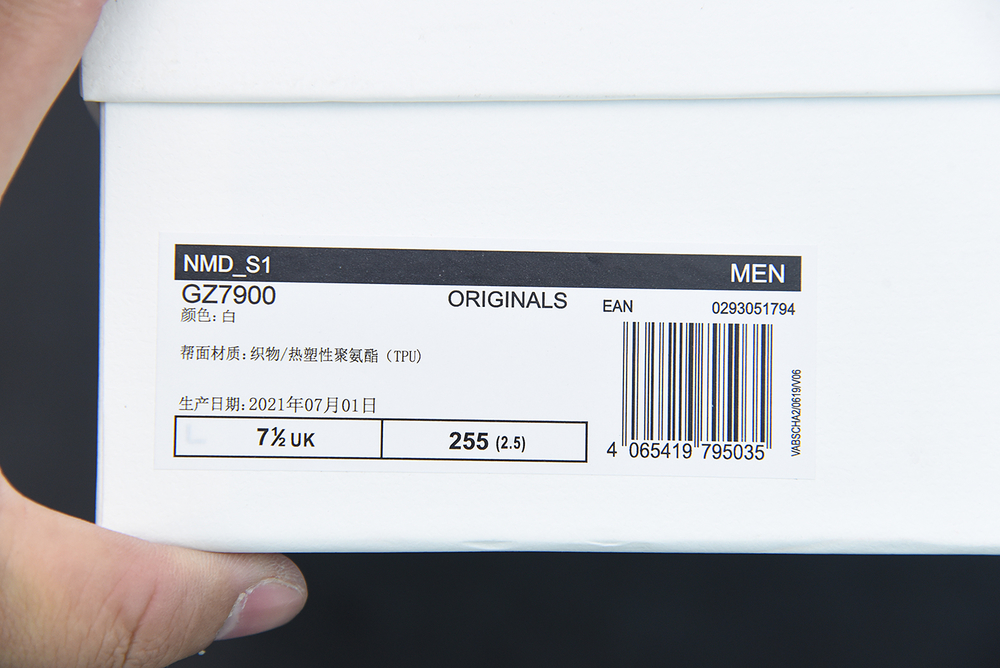 NMD_S1 MEN
GZ7900 ORIGINALS EAN 0293051794
颜色: 白
帮面材质: 织物/热塑性聚氨酯 (TPU)
生产日期: 2021年07月01日
7½ UK 255 (2.5)
4 065419 795035
VABSCHA2/0619/V06